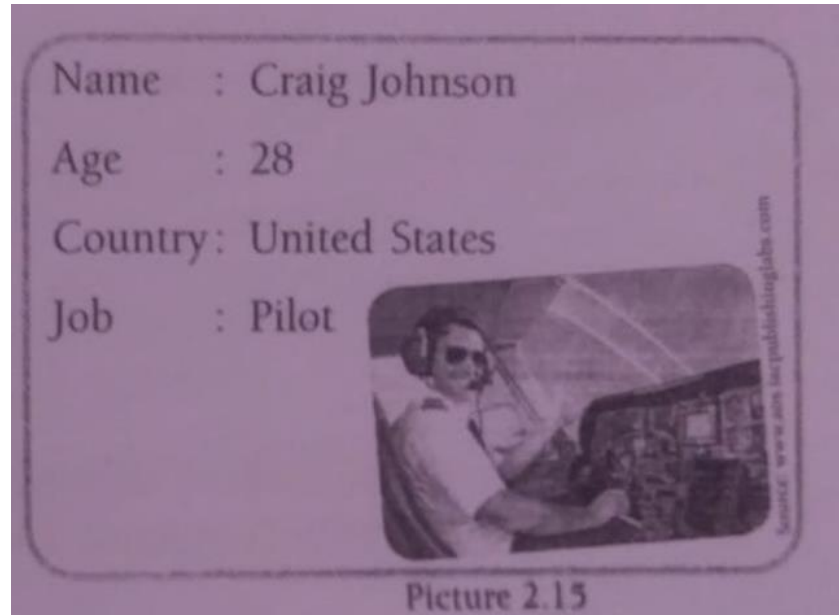 Name : Craig Johnson
Age : 28
Country : United States
Job : Pilot
Picture 2.15